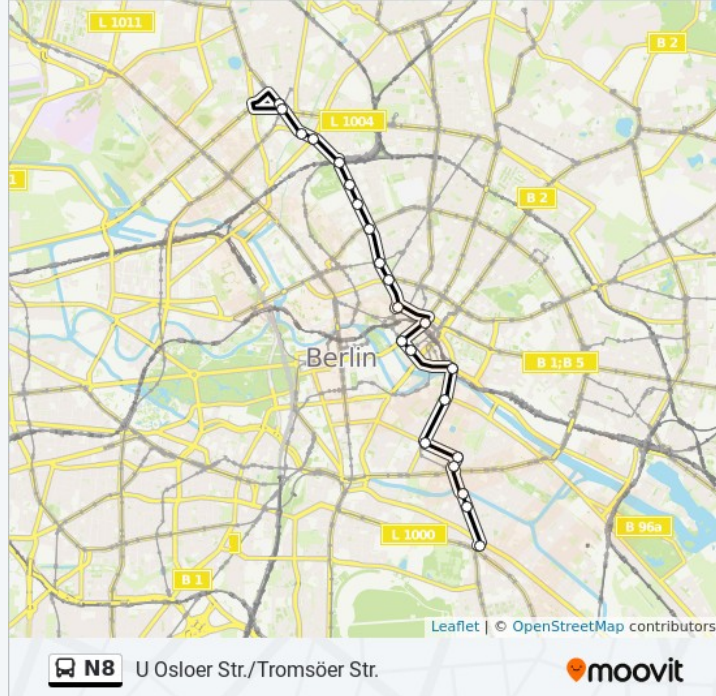 L 1011
B 2
L 1004
1
B 2
Berlin
B 1;B 5
L 1000
B 96a
B 1
Leaflet | © OpenStreetMap contributors
N8 U Osloer Str./Tromsöer Str.
moovit